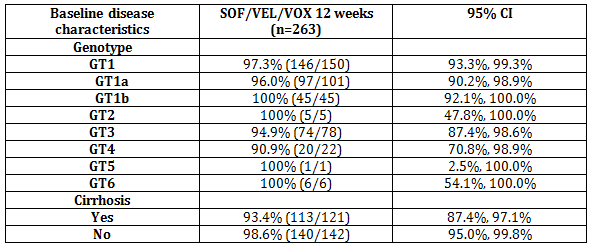 Baseline disease characteristics SOF/VEL/VOX 12 weeks (n=263) 95% CI
Genotype
GT1 97.3% (146/150) 93.3%, 99.3%
GT1a 96.0% (97/101) 90.2%, 98.9%
GT1b 100% (45/45) 92.1%, 100.0%
GT2 100% (5/5) 47.8%, 100.0%
GT3 94.9% (74/78) 87.4%, 98.6%
GT4 90.9% (20/22) 70.8%, 98.9%
GT5 100% (1/1) 2.5%, 100.0%
GT6 100% (6/6) 54.1%, 100.0%
Cirrhosis
Yes 93.4% (113/121) 87.4%, 97.1%
No 98.6% (140/142) 95.0%, 99.8%